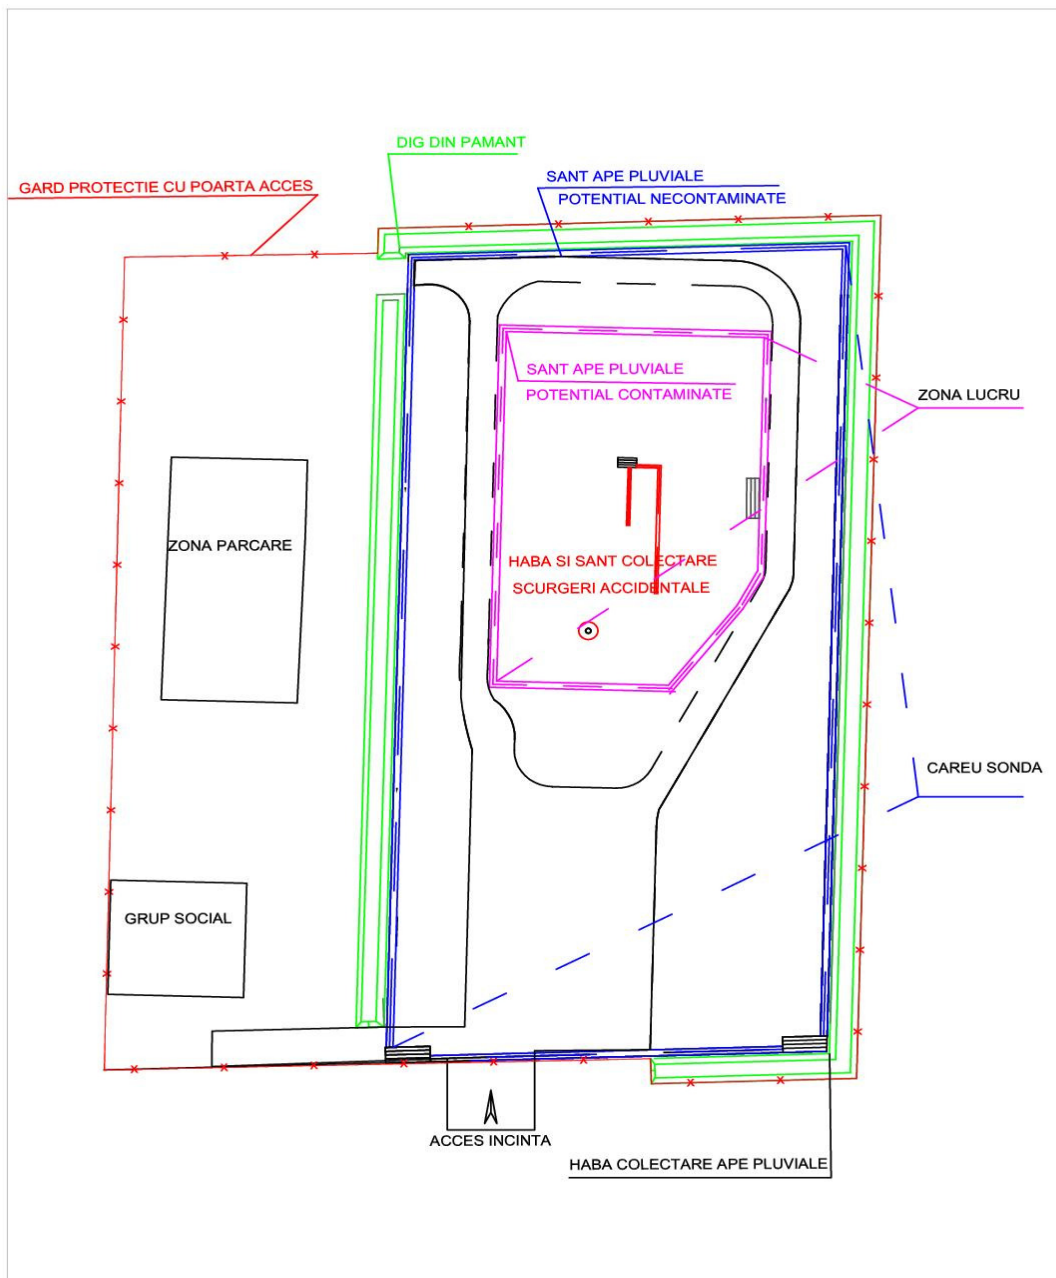 DIG DIN PAMANT
GARD PROTECTIE CU POARTA ACCES
SANT APE PLUVIALE
POTENTIAL NECONTAMINATE
SANT APE PLUVIALE
POTENTIAL CONTAMINATE
ZONA LUCRU
ZONA PARCARE
HABA SI SANT COLECTARE
SCURGERI ACCIDENTALE
CAREU SONDA
GRUP SOCIAL
ACCES INCINTA
HABA COLECTARE APE PLUVIALE